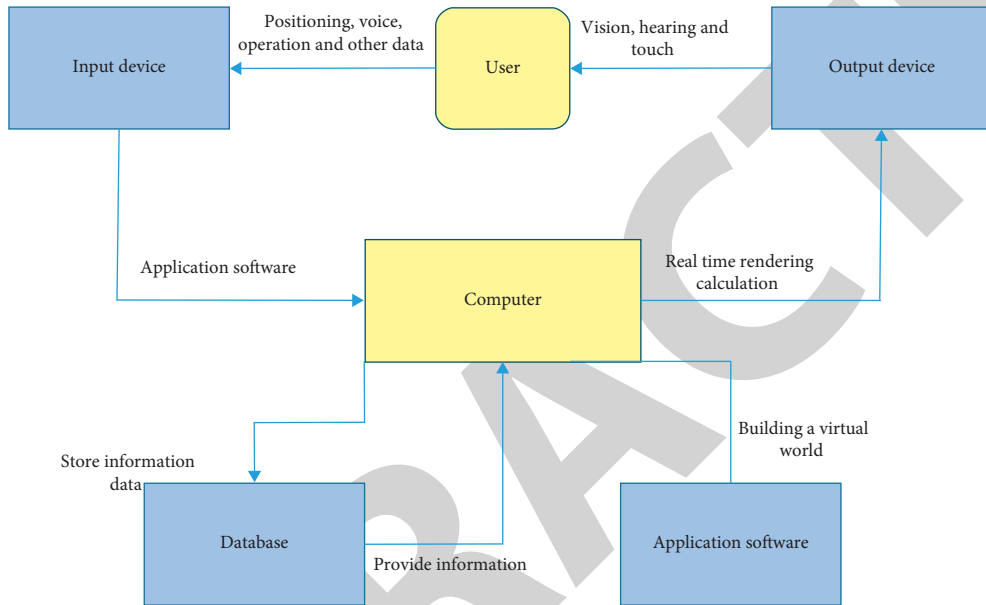 Positioning, voice,
operation and other data
Vision, hearing and
touch
Input device
User
Output device
Application software
Computer
Real time rendering
calculation
Building a virtual
world
Store information
data
Database
Provide information
Application software